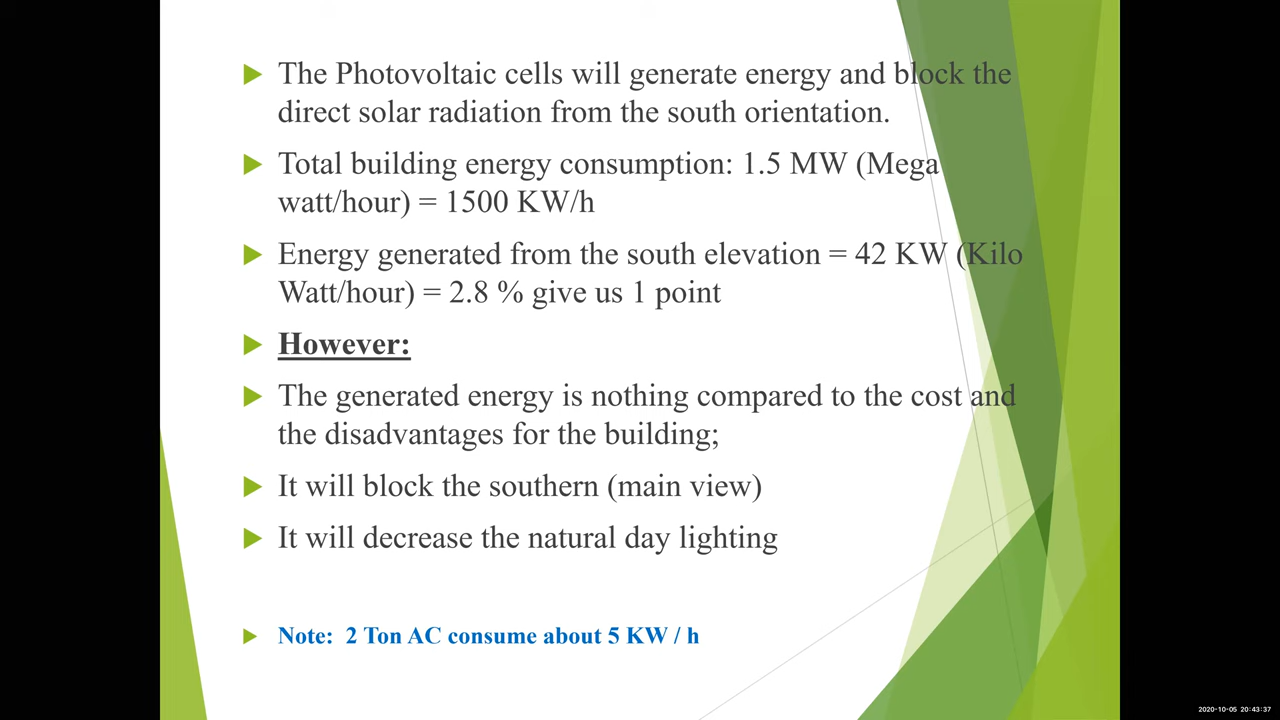 The Photovoltaic cells will generate energy and block the
direct solar radiation from the south orientation.
Total building energy consumption: 1.5 MW (Mega
watt/hour) = 1500 KW/h
Energy generated from the south elevation = 42 KW (Kilo
Watt/hour) = 2.8 % give us 1 point
However:
The generated energy is nothing compared to the cost and
the disadvantages for the building;
It will block the southern (main view)
It will decrease the natural day lighting
Note:  2 Ton AC consume about 5 KW / h
2020-10-05 20:43:37